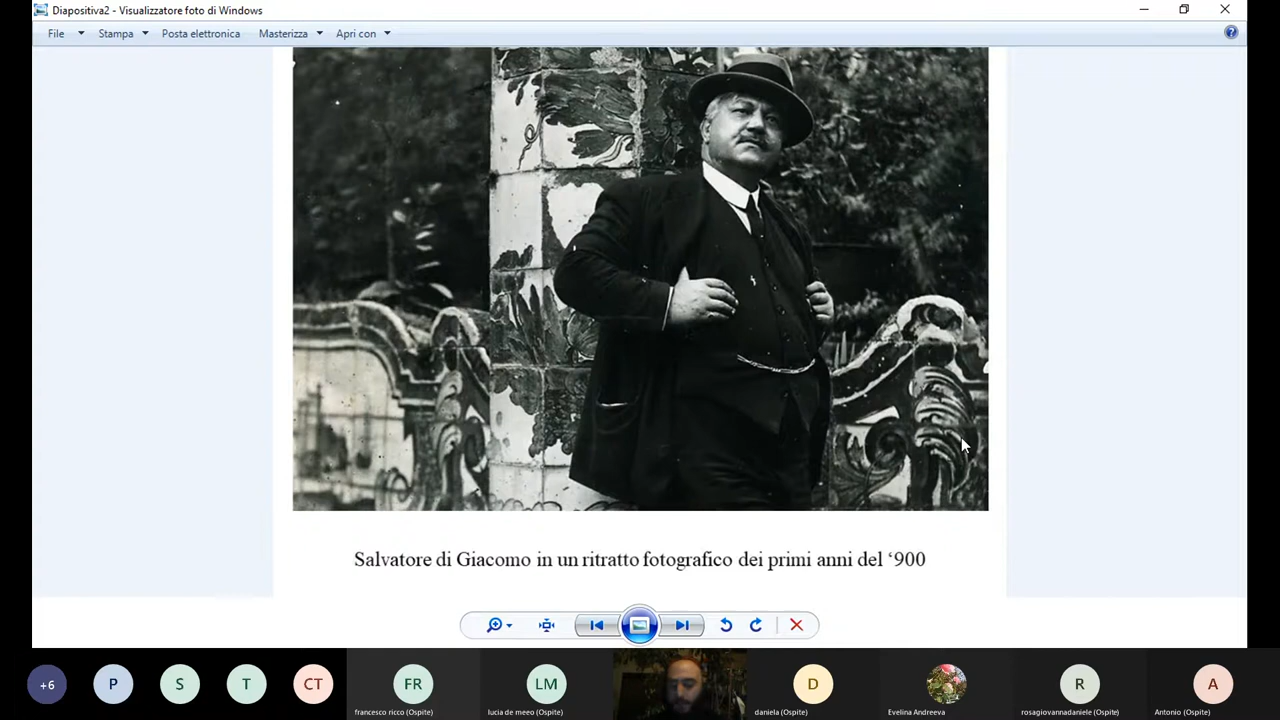 Diapositiva2 - Visualizzatore foto di Windows
File Stampa Posta elettronica Masterizza Apri con
Salvatore di Giacomo in un ritratto fotografico dei primi anni del ‘900
+6 P S T CT FR LM D R A
francesco ricco (Ospite) lucia de meeo (Ospite) daniela (Ospite) Evelina Andreeva rosagiovannadaniele (Ospite) Antonio (Ospite)